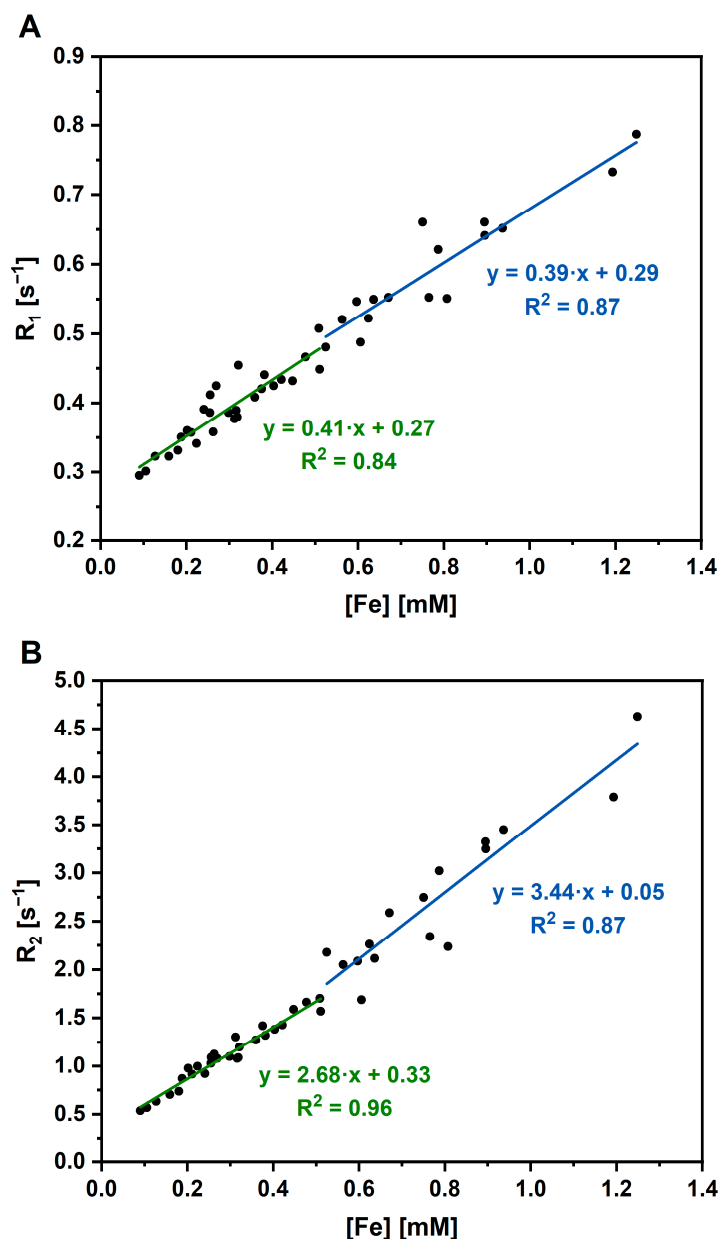 A
0.9
0.8
0.7
0.6
0.5
0.4
0.3
0.2
R₁ [s⁻¹]
y = 0.39·x + 0.29
R² = 0.87
y = 0.41·x + 0.27
R² = 0.84
0.0 0.2 0.4 0.6 0.8 1.0 1.2 1.4
[Fe] [mM]
B
5.0
4.5
4.0
3.5
3.0
2.5
2.0
1.5
1.0
0.5
0.0
R₂ [s⁻¹]
y = 3.44·x + 0.05
R² = 0.87
y = 2.68·x + 0.33
R² = 0.96
0.0 0.2 0.4 0.6 0.8 1.0 1.2 1.4
[Fe] [mM]